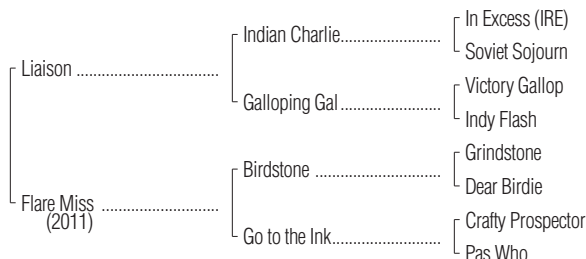 In Excess (IRE)
Indian Charlie....................
Soviet Sojourn
Liaison ............................
Victory Gallop
Galloping Gal ....................
Indy Flash
Grindstone
Birdstone .........................
Dear Birdie
Flare Miss .......................
(2011)
Crafty Prospector
Go to the Ink.....................
Pas Who